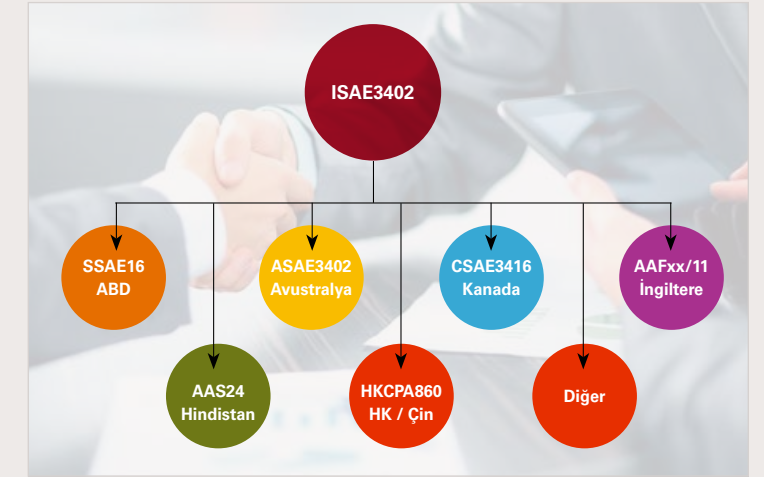 ISAE3402
SSAE16
ABD
ASAE3402
Avustralya
CSAE3416
Kanada
AAFxx/11
İngiltere
AAS24
Hindistan
HKCPA860
HK / Çin
Diğer